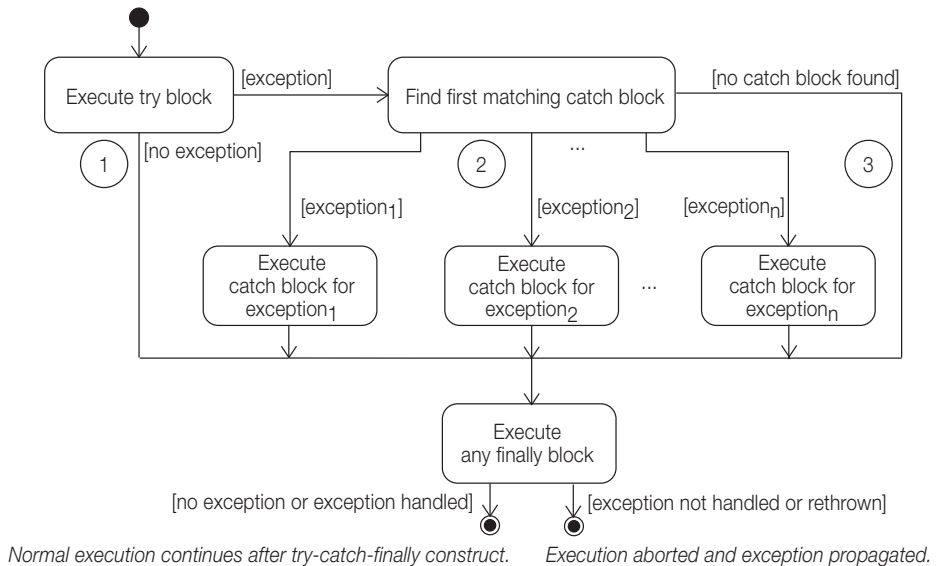 [exception]
[no catch block found]
Execute try block
Find first matching catch block
1
[no exception]
2
...
3
[exception1]
[exception2]
[exceptionn]
Execute
catch block for
exception1
Execute
catch block for
exception2
...
Execute
catch block for
exceptionn
Execute
any finally block
[no exception or exception handled]
[exception not handled or rethrown]
Normal execution continues after try-catch-finally construct.
Execution aborted and exception propagated.